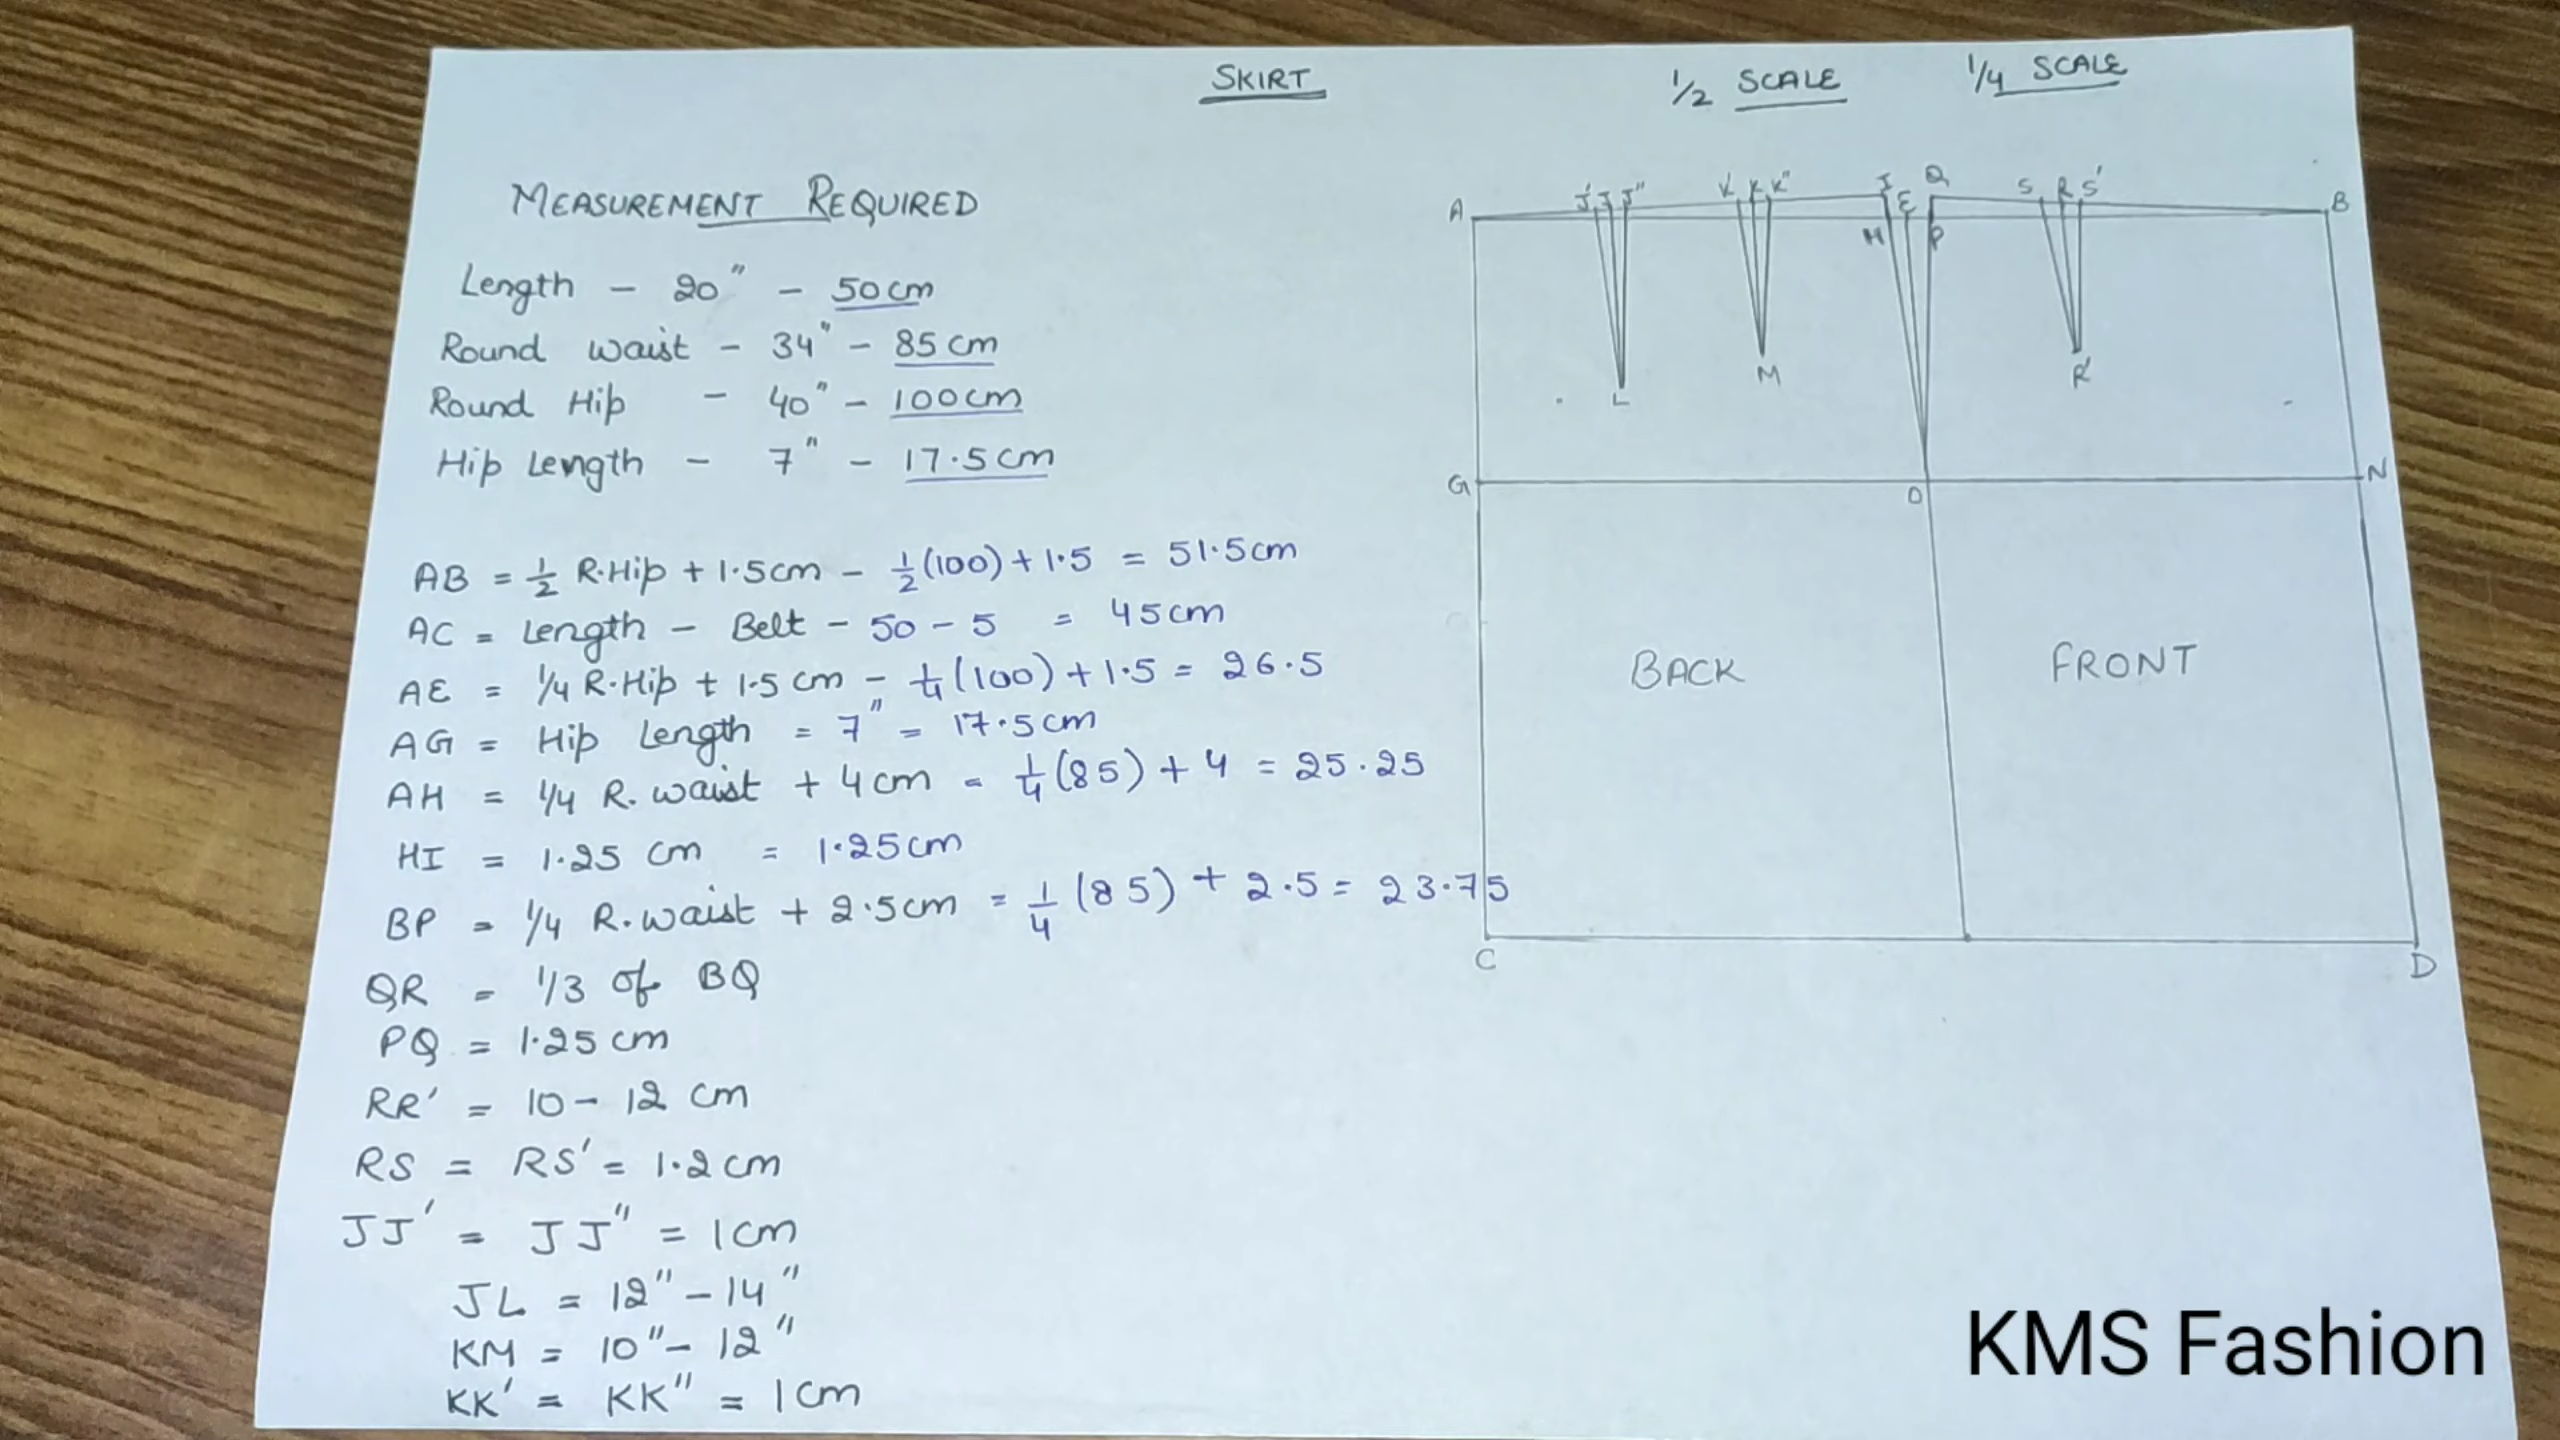 SKIRT
1/2 SCALE
1/4 SCALE
MEASUREMENT REQUIRED
Length - 20" - 50cm
Round waist - 34" - 85 cm
Round Hip - 40" - 100cm
Hip Length - 7" - 17.5cm
AB = 1/2 R.Hip + 1.5cm - 1/2(100) + 1.5 = 51.5cm
AC = Length - Belt - 50 - 5 = 45cm
AE = 1/4 R.Hip + 1.5 cm - 1/4(100) + 1.5 = 26.5
AG = Hip Length = 7" = 17.5cm
AH = 1/4 R. waist + 4cm = 1/4(85) + 4 = 25.25
HI = 1.25 cm = 1.25cm
BP = 1/4 R. waist + 2.5cm = 1/4 (85) + 2.5 = 23.75
QR = 1/3 of BQ
PQ = 1.25 cm
RR' = 10 - 12 cm
RS = RS' = 1.2cm
JJ' = JJ" = 1cm
JL = 12" - 14"
KM = 10" - 12"
KK' = KK" = 1cm
A J' J J" K' K K" I E Q S R S' B
H P
L M R'
G O N
BACK FRONT
C D
KMS Fashion